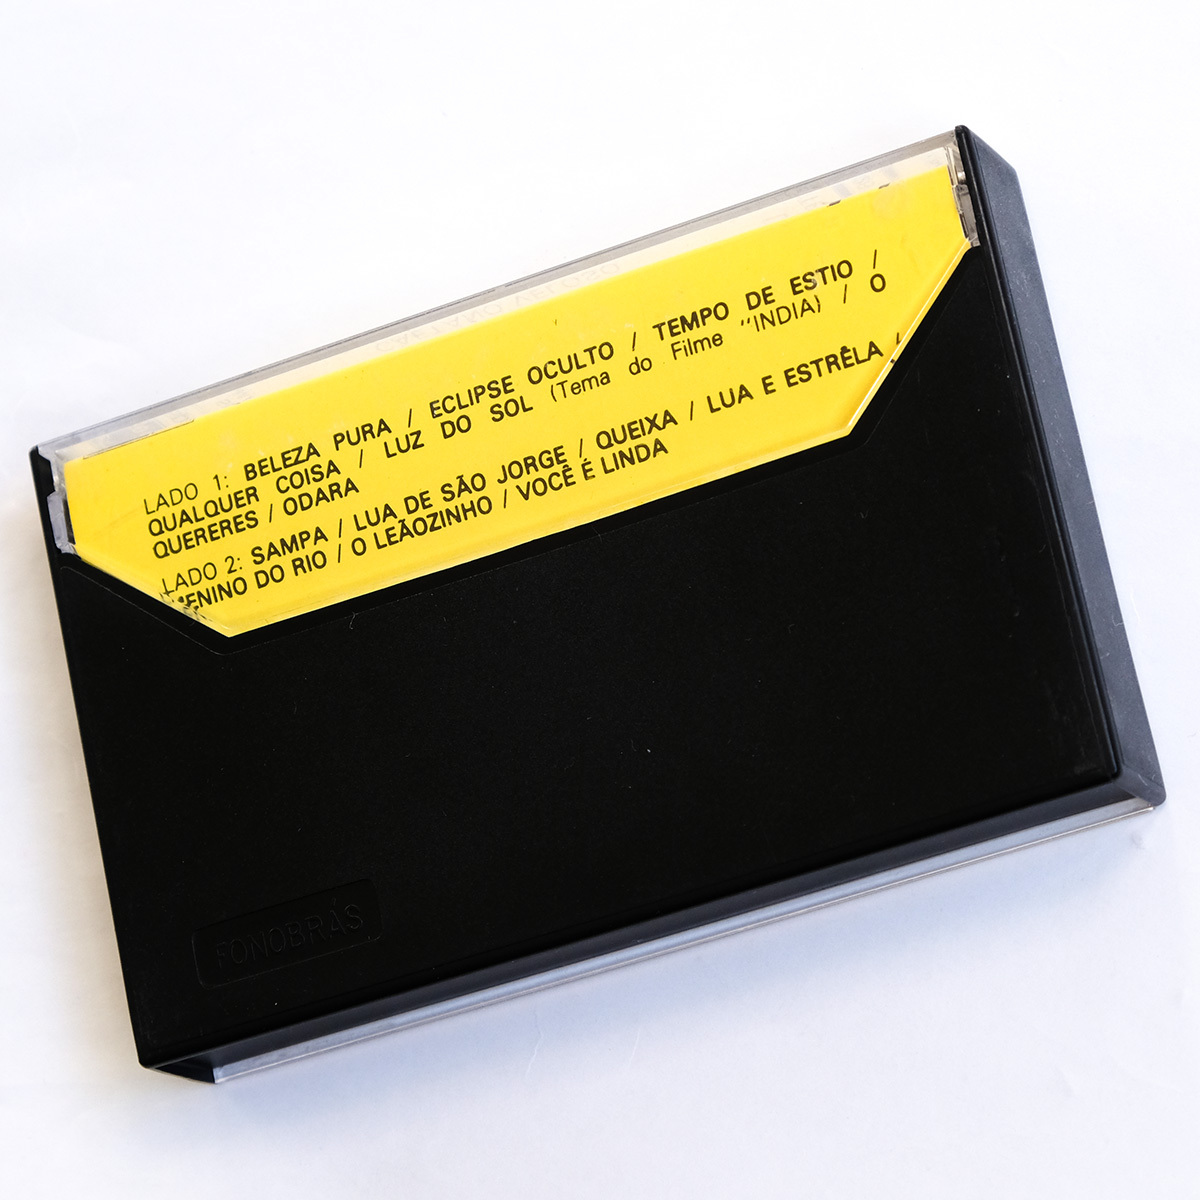 LADO 1: BELEZA PURA / ECLIPSE OCULTO / TEMPO DE ESTIO /
QUALQUER COISA / LUZ DO SOL (Tema do Filme "INDIA) / O
QUERERES / ODARA
LADO 2: SAMPA / LUA DE SÃO JORGE / QUEIXA / LUA E ESTRÊLA /
MENINO DO RIO / O LEÃOZINHO / VOCÊ É LINDA
FONOBRÁS